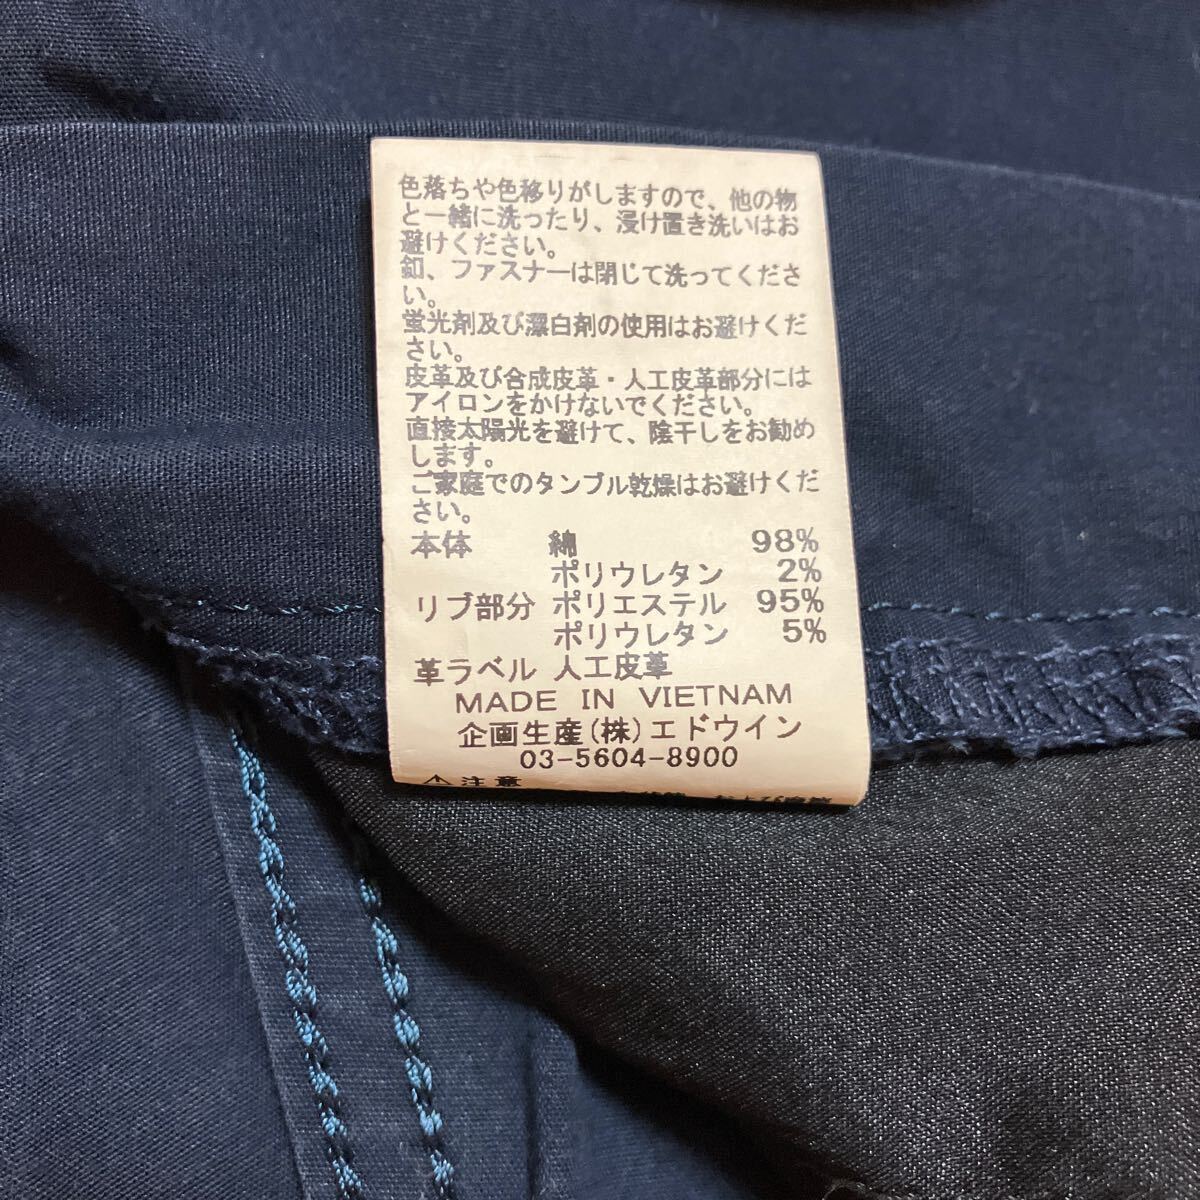 色落ちや色移りがしますので、他の物
と一緒に洗ったり、浸け置き洗いはお
避けください。
釦、ファスナーは閉じて洗ってくださ
い。
蛍光剤及び漂白剤の使用はお避けくだ
さい。
皮革及び合成皮革・人工皮革部分には
アイロンをかけないでください。
直接太陽光を避けて、陰干しをお勧め
します。
ご家庭でのタンブル乾燥はお避けくだ
さい。
本体 綿 98%
ポリウレタン 2%
リブ部分 ポリエステル 95%
ポリウレタン 5%
革ラベル 人工皮革
MADE IN VIETNAM
企画生産(株)エドウイン
03-5604-8900
⚠注意